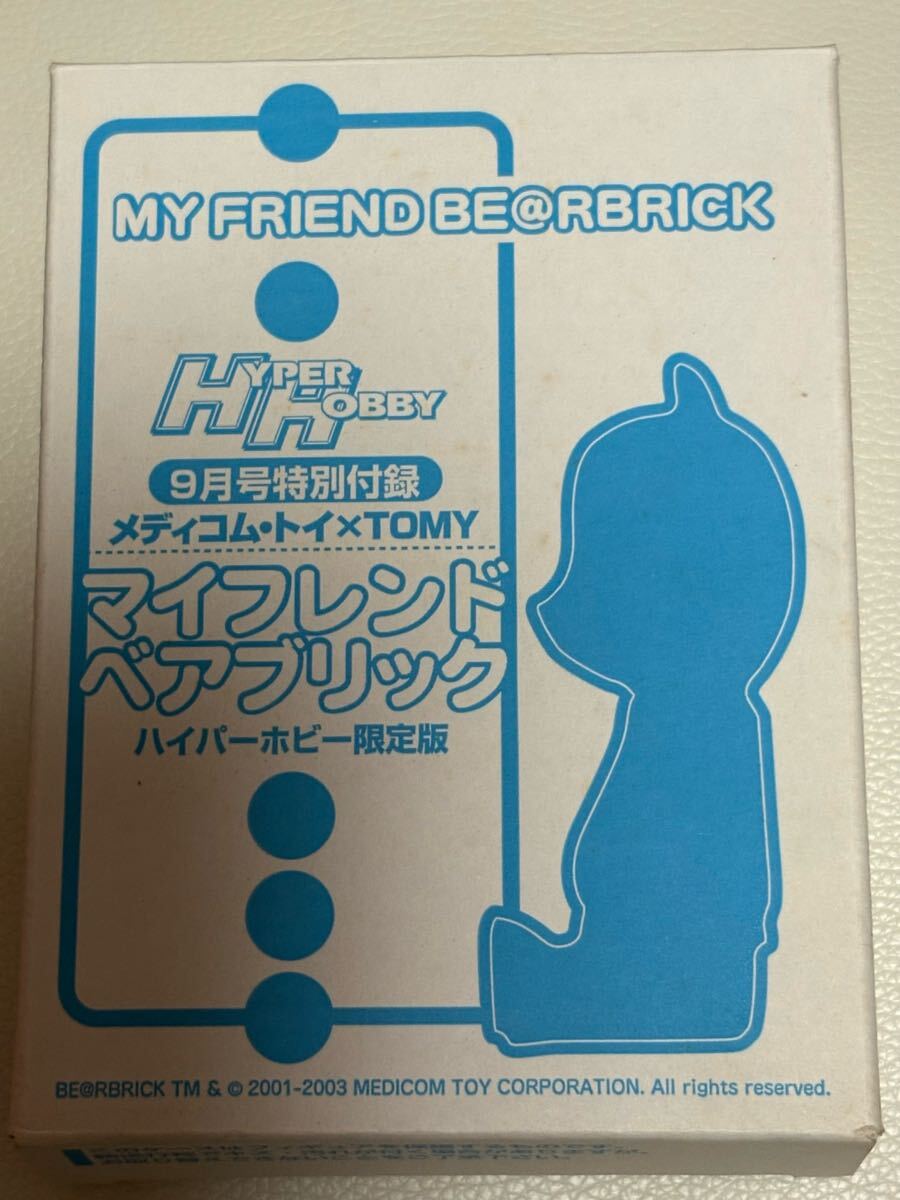 MY FRIEND BE@RBRICK
HYPER HOBBY
9月号特別付録
メディコム・トイ×TOMY
マイフレンド
ベアブリック
ハイパーホビー限定版
BE@RBRICK TM & © 2001-2003 MEDICOM TOY CORPORATION. All rights reserved.